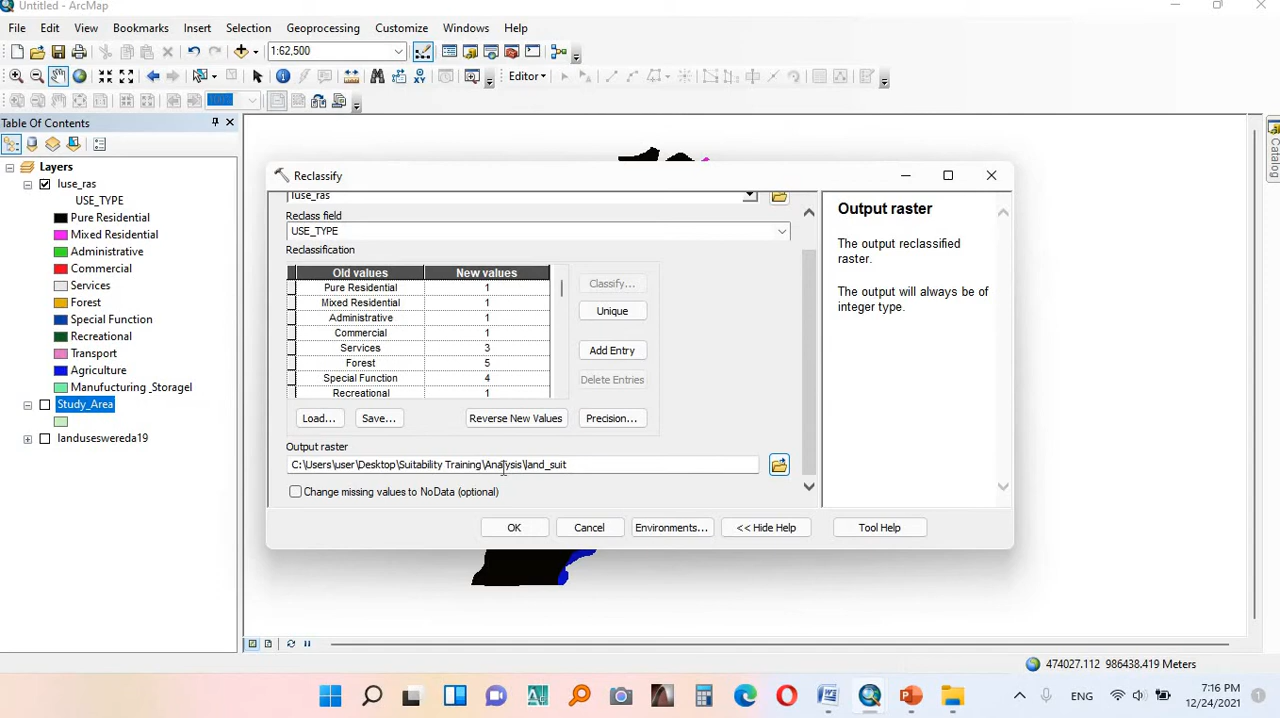 Untitled - ArcMap
File Edit View Bookmarks Insert Selection Geoprocessing Customize Windows Help
1:62,500
Editor
100%
Table Of Contents
Layers
luse_ras
USE_TYPE
Pure Residential
Mixed Residential
Administrative
Commercial
Services
Forest
Special Function
Recreational
Transport
Agriculture
Manufucturing _Storagel
Study_Area
landuseswereda19
Catalog
Reclassify
luse_ras
Reclass field
USE_TYPE
Reclassification
Old values New values
Pure Residential 1
Mixed Residential 1
Administrative 1
Commercial 1
Services 3
Forest 5
Special Function 4
Recreational 1
Classify...
Unique
Add Entry
Delete Entries
Load... Save... Reverse New Values Precision...
Output raster
C:\Users\user\Desktop\Suitability Training\Analysis\land_suit
Change missing values to NoData (optional)
OK Cancel Environments... << Hide Help Tool Help
Output raster
The output reclassified
raster.
The output will always be of
integer type.
474027.112 986438.419 Meters
ENG
7:16 PM
12/24/2021
1